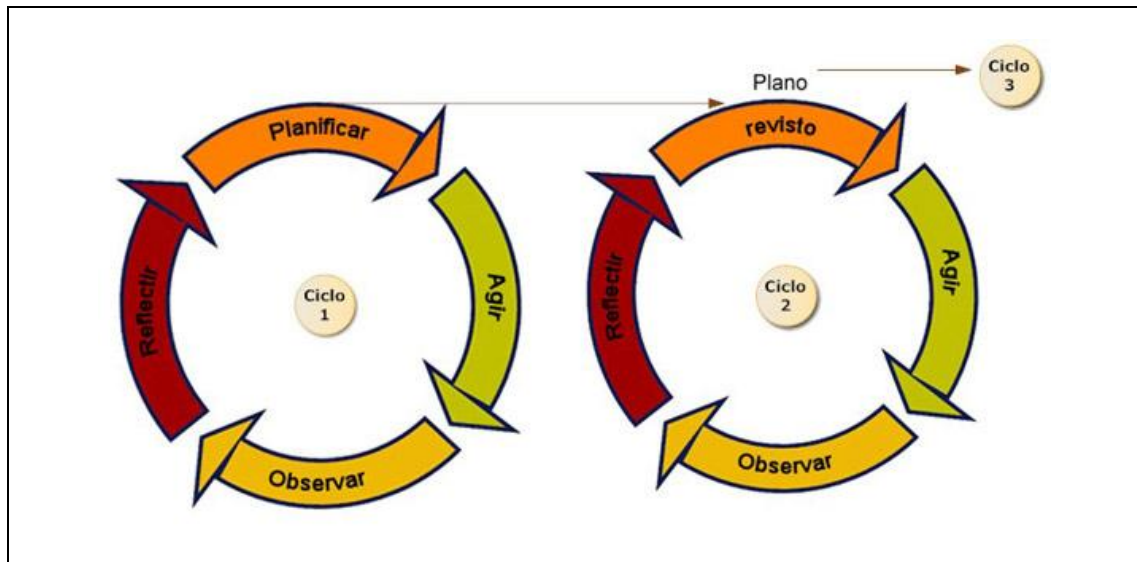 Planificar
Agir
Observar
Reflectir
Ciclo
1
Plano
revisto
Agir
Observar
Reflectir
Ciclo
2
Ciclo
3